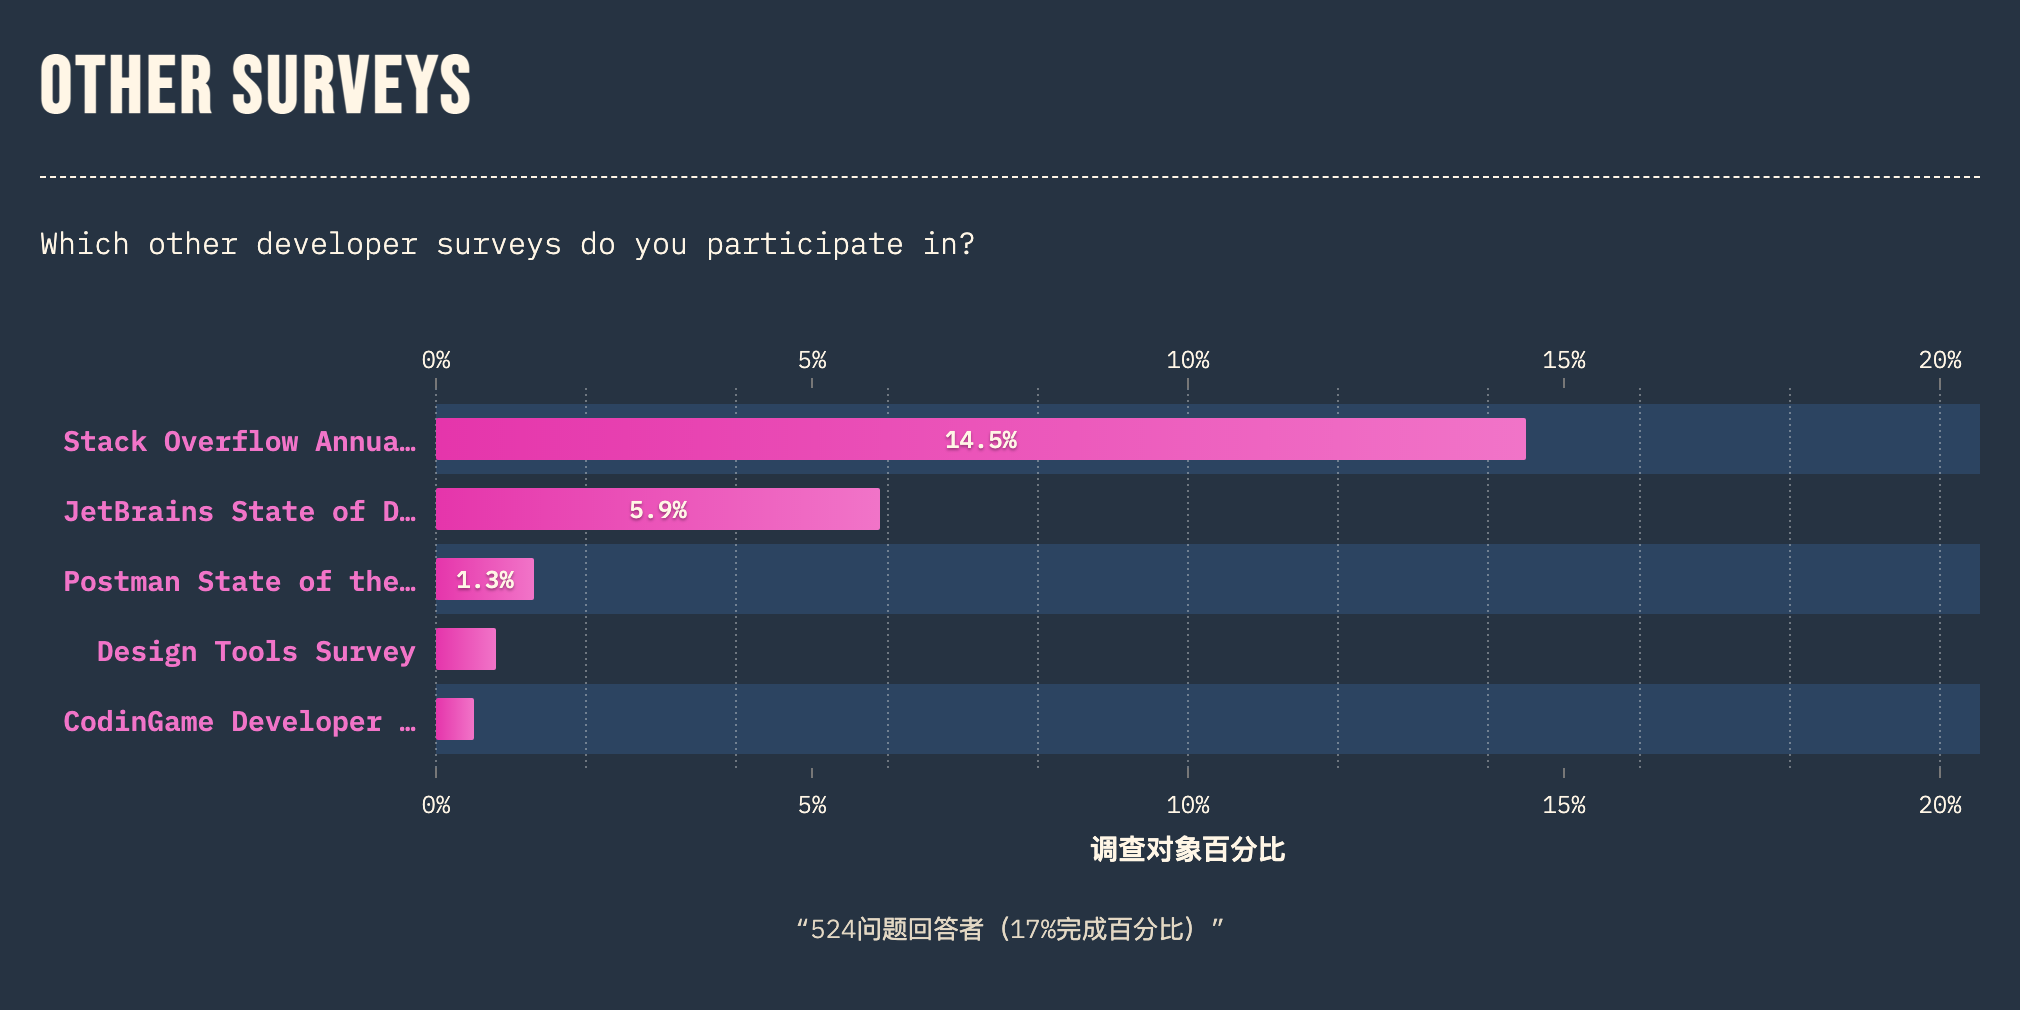 OTHER SURVEYS
Which other developer surveys do you participate in?
0% 5% 10% 15% 20%
Stack Overflow Annua… 14.5%
JetBrains State of D… 5.9%
Postman State of the… 1.3%
Design Tools Survey
CodinGame Developer …
0% 5% 10% 15% 20%
调查对象百分比
“524问题回答者（17%完成百分比）”